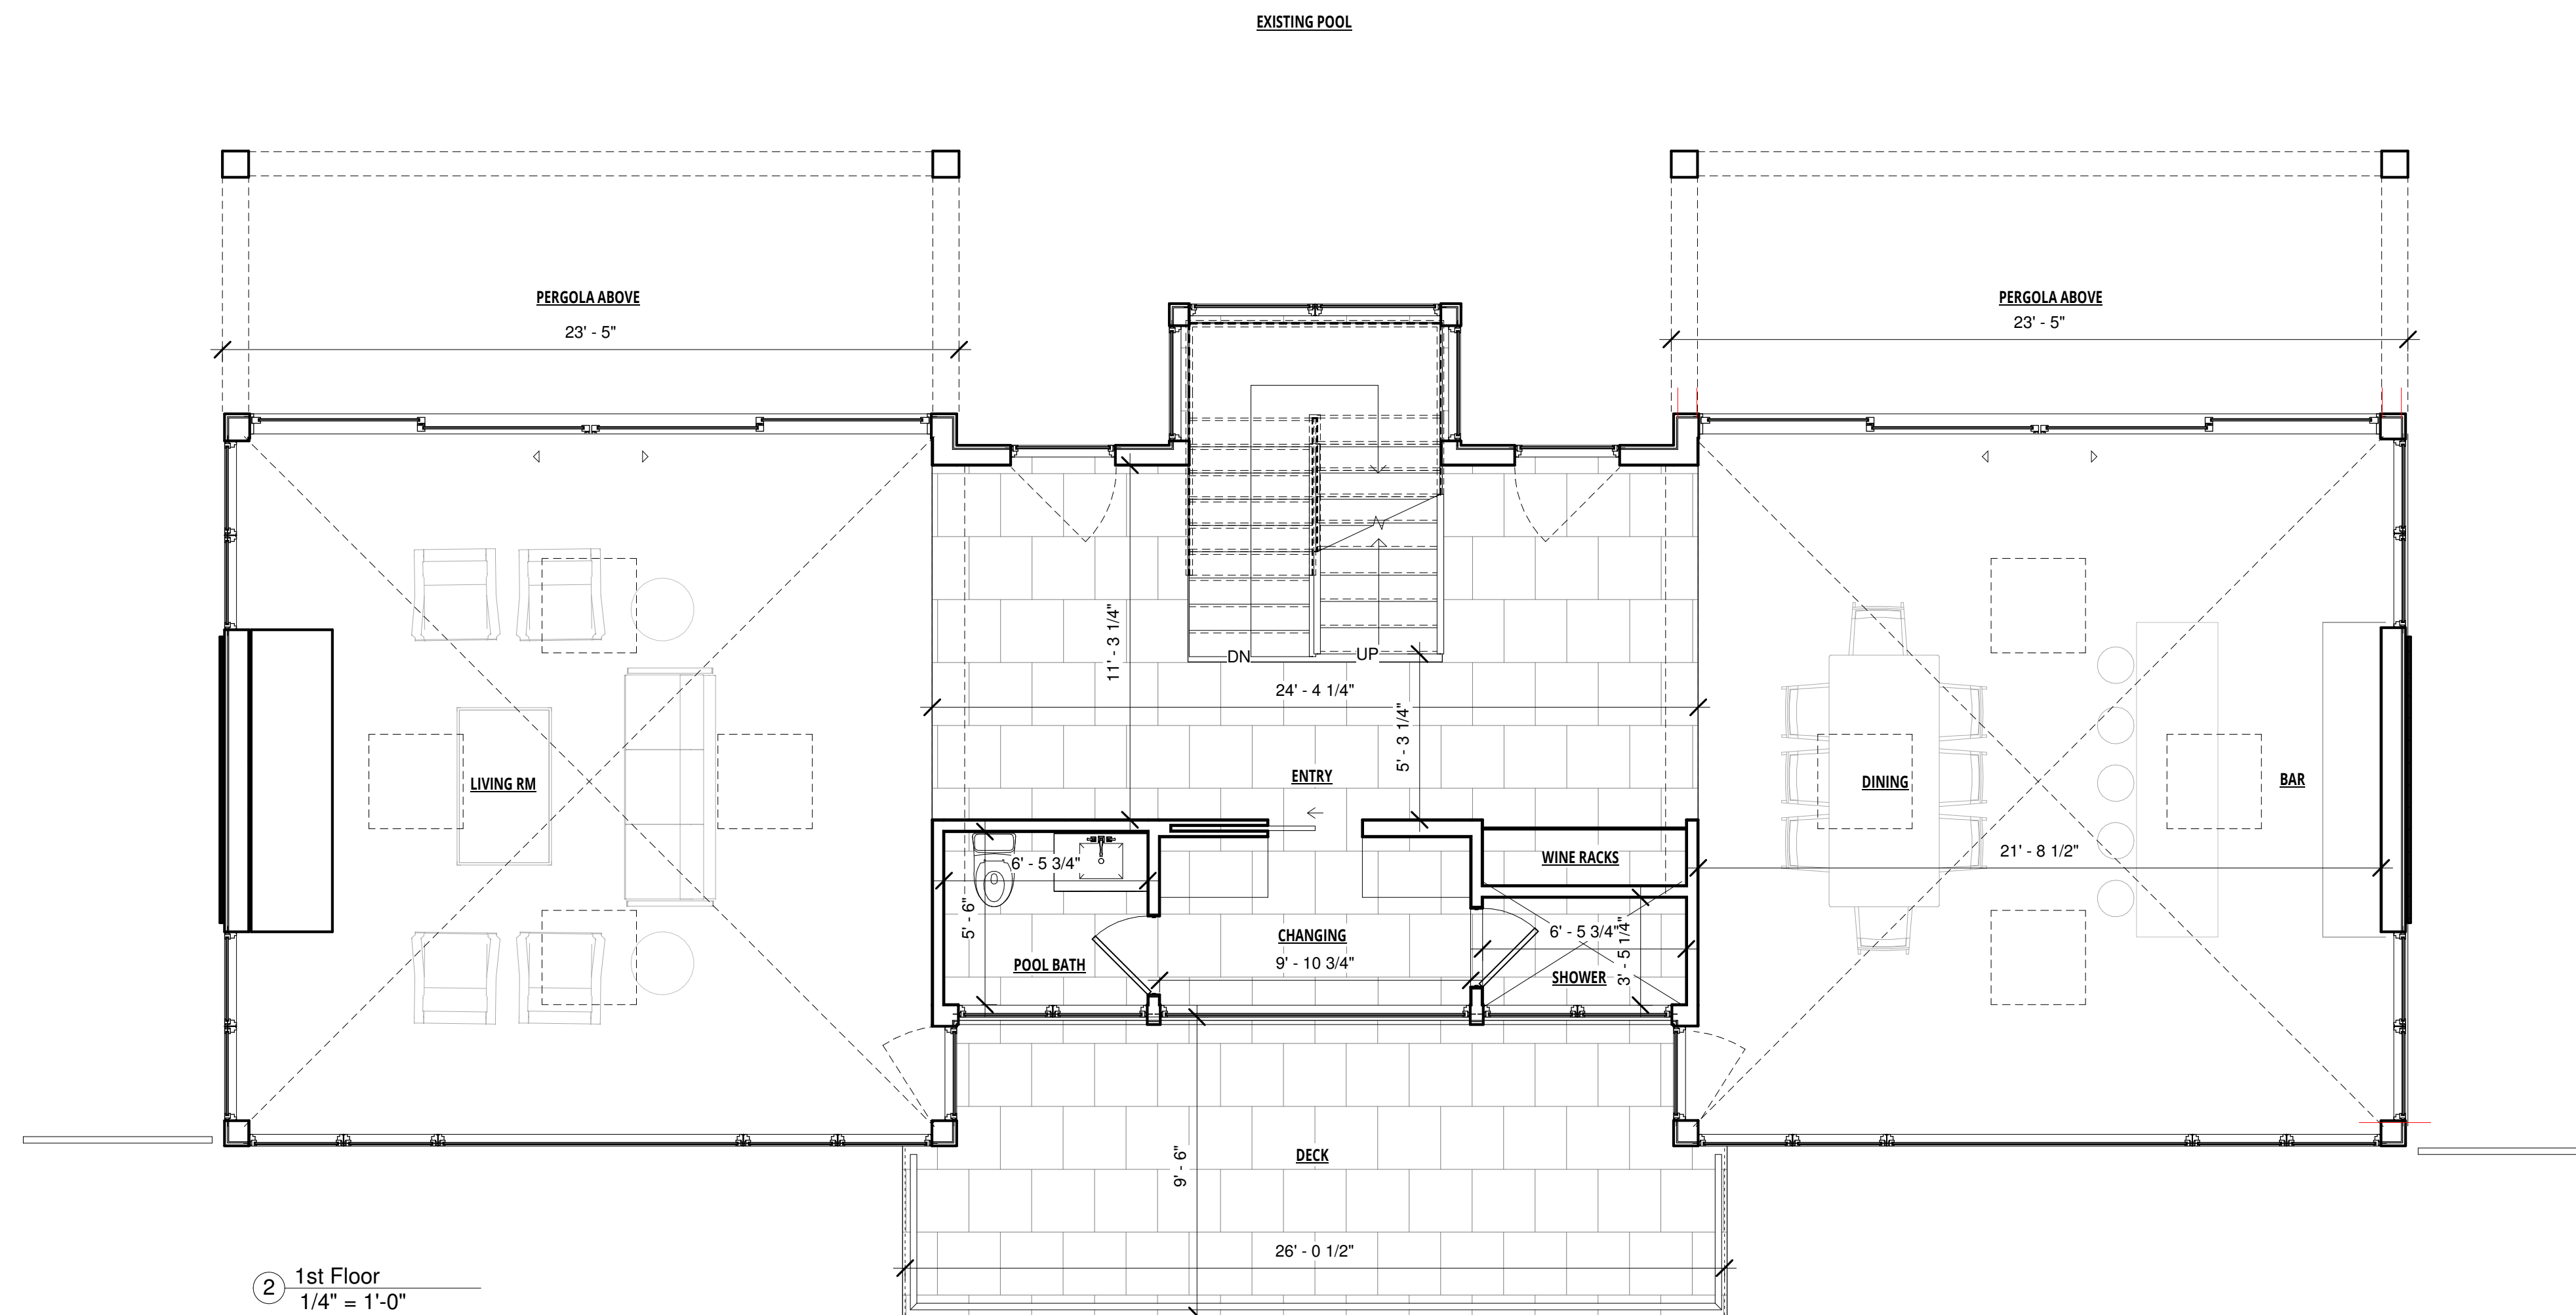 EXISTING POOL
PERGOLA ABOVE
23' - 5"
PERGOLA ABOVE
23' - 5"
11' - 3 1/4"
DN
UP
24' - 4 1/4"
5' - 3 1/4"
ENTRY
LIVING RM
DINING
BAR
21' - 8 1/2"
WINE RACKS
6' - 5 3/4"
5' - 6"
POOL BATH
CHANGING
9' - 10 3/4"
6' - 5 3/4"
3' - 5 1/4"
SHOWER
DECK
9' - 6"
26' - 0 1/2"
2
1st Floor
1/4" = 1'-0"